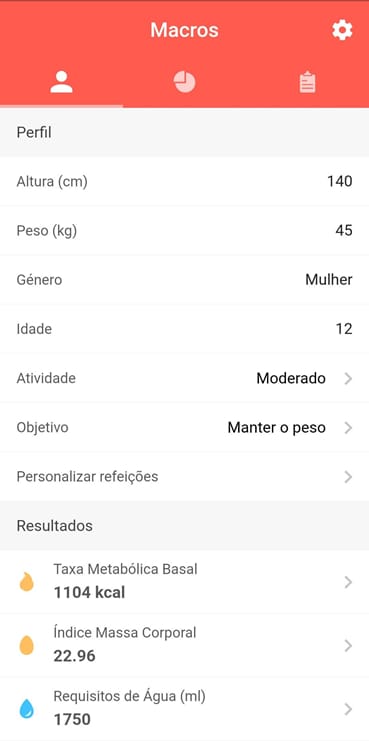 Macros
Perfil
Altura (cm) 140
Peso (kg) 45
Género Mulher
Idade 12
Atividade Moderado
Objetivo Manter o peso
Personalizar refeições
Resultados
Taxa Metabólica Basal
1104 kcal
Índice Massa Corporal
22.96
Requisitos de Água (ml)
1750